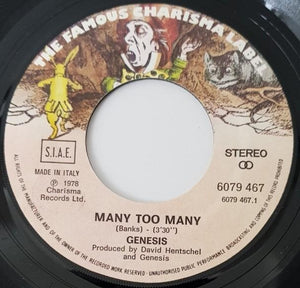 THE FAMOUS CHARISMA LABEL
S.I.A.E.
STEREO
MADE IN ITALY
℗ 1978
Charisma
Records Ltd.
6079 467
6079 467.1
MANY TOO MANY
(Banks) - (3'30'')
GENESIS
Produced by David Hentschel
and Genesis
ALL RIGHTS OF THE MANUFACTURER AND OF THE OWNER OF THE RECORDED WORK RESERVED - UNAUTHORISED PUBLIC PERFORMANCE BROADCASTING AND COPYING OF THIS RECORD PROHIBITED